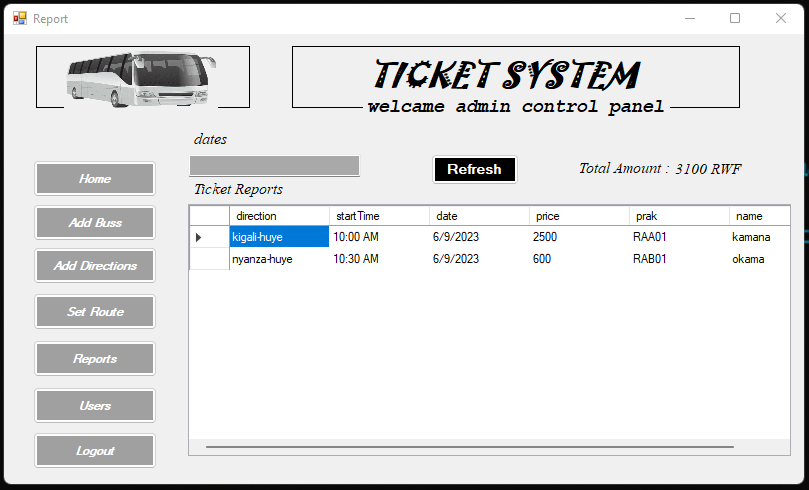 Report
TICKET SYSTEM
welcame admin control panel
dates
Refresh
Total Amount : 3100 RWF
Ticket Reports
Home
Add Buss
Add Directions
Set Route
Reports
Users
Logout
direction startTime date price prak name
kigali-huye 10:00 AM 6/9/2023 2500 RAA01 kamana
nyanza-huye 10:30 AM 6/9/2023 600 RAB01 okama